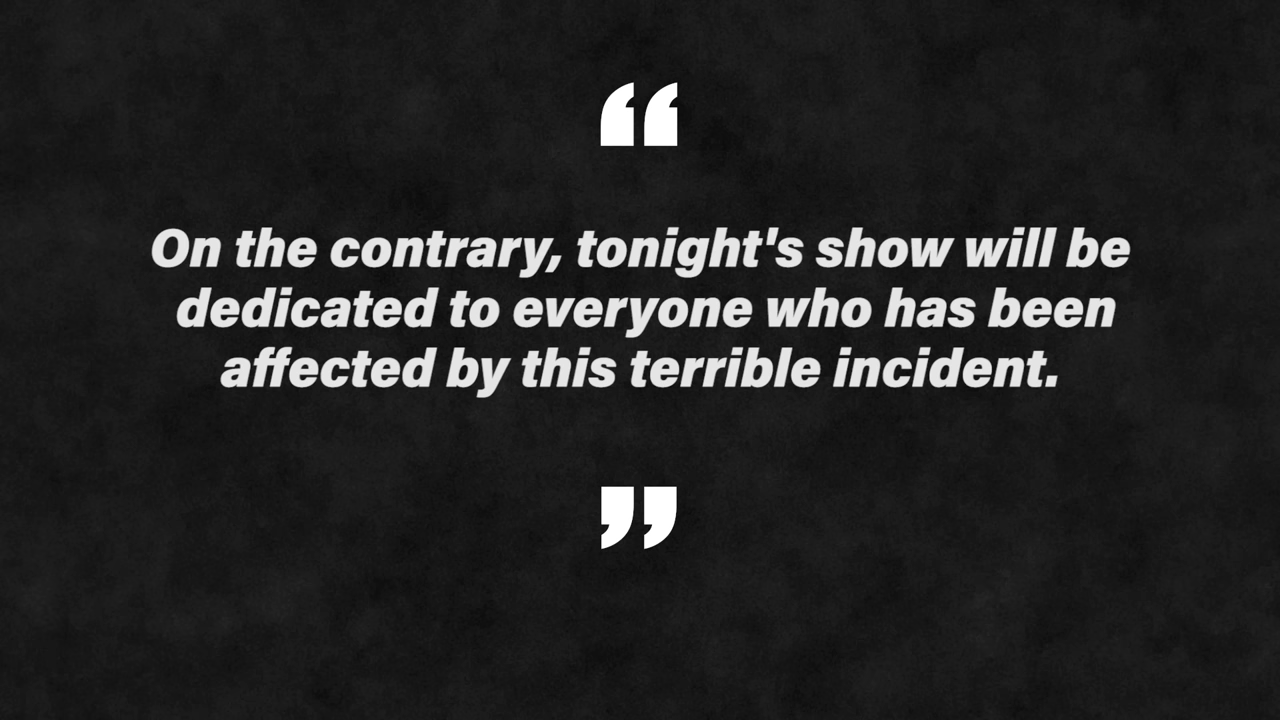 “
On the contrary, tonight's show will be
dedicated to everyone who has been
affected by this terrible incident.
”